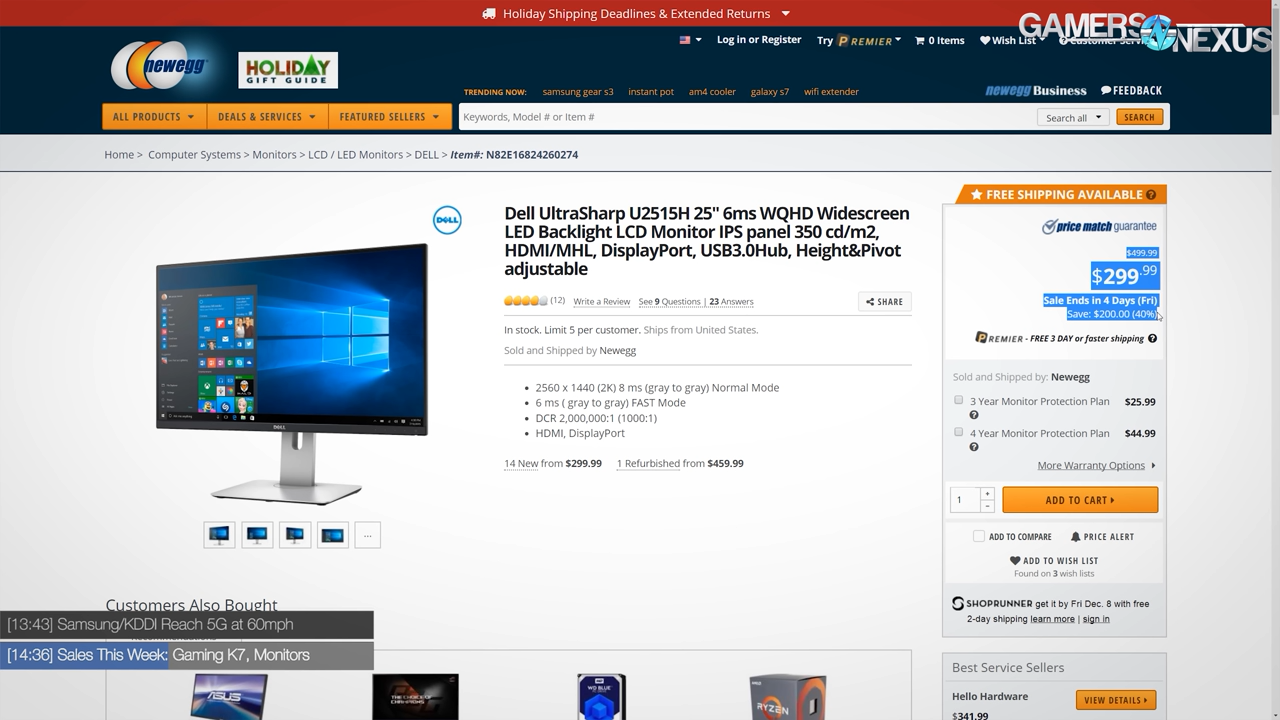 Holiday Shipping Deadlines & Extended Returns
GAMERS NEXUS
newegg
HOLIDAY
GIFT GUIDE
Log in or Register
Try PREMIER
0 Items
Wish List
TRENDING NOW: samsung gear s3 instant pot am4 cooler galaxy s7 wifi extender
newegg Business
FEEDBACK
ALL PRODUCTS
DEALS & SERVICES
FEATURED SELLERS
Keywords, Model # or Item #
Search all
SEARCH
Home > Computer Systems > Monitors > LCD / LED Monitors > DELL > Item#: N82E16824260274
DELL
Dell UltraSharp U2515H 25" 6ms WQHD Widescreen
LED Backlight LCD Monitor IPS panel 350 cd/m2,
HDMI/MHL, DisplayPort, USB3.0Hub, Height&Pivot
adjustable
(12) Write a Review See 9 Questions | 23 Answers
SHARE
In stock. Limit 5 per customer. Ships from United States.
Sold and Shipped by Newegg
2560 x 1440 (2K) 8 ms (gray to gray) Normal Mode
6 ms ( gray to gray) FAST Mode
DCR 2,000,000:1 (1000:1)
HDMI, DisplayPort
14 New from $299.99 1 Refurbished from $459.99
...
FREE SHIPPING AVAILABLE ?
price match guarantee
$499.99
$299.99
Sale Ends in 4 Days (Fri)
Save: $200.00 (40%)
PREMIER - FREE 3 DAY or faster shipping ?
Sold and Shipped by: Newegg
3 Year Monitor Protection Plan $25.99
?
4 Year Monitor Protection Plan $44.99
?
More Warranty Options
1
+
-
ADD TO CART
ADD TO COMPARE
PRICE ALERT
ADD TO WISH LIST
Found on 3 wish lists
SHOPRUNNER get it by Fri Dec. 8 with free
2-day shipping learn more | sign in
Customers Also Bought
[13:43] Samsung/KDDI Reach 5G at 60mph
[14:36] Sales This Week: Gaming K7, Monitors
ASUS
THE CHOICE OF
CHAMPIONS
WD BLUE
AMD
RYZEN
Best Service Sellers
Hello Hardware
$341.99
VIEW DETAILS